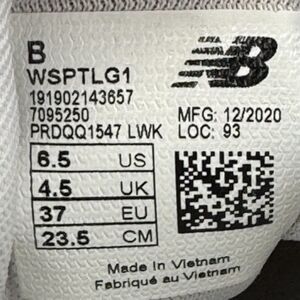 B
WSPTLG1
191902143657
7095250
PRDQQ1547 LWK
MFG: 12/2020
LOC: 93
6.5 US
4.5 UK
37 EU
23.5 CM
Made In Vietnam
Fabriqué au Vietnam
NB